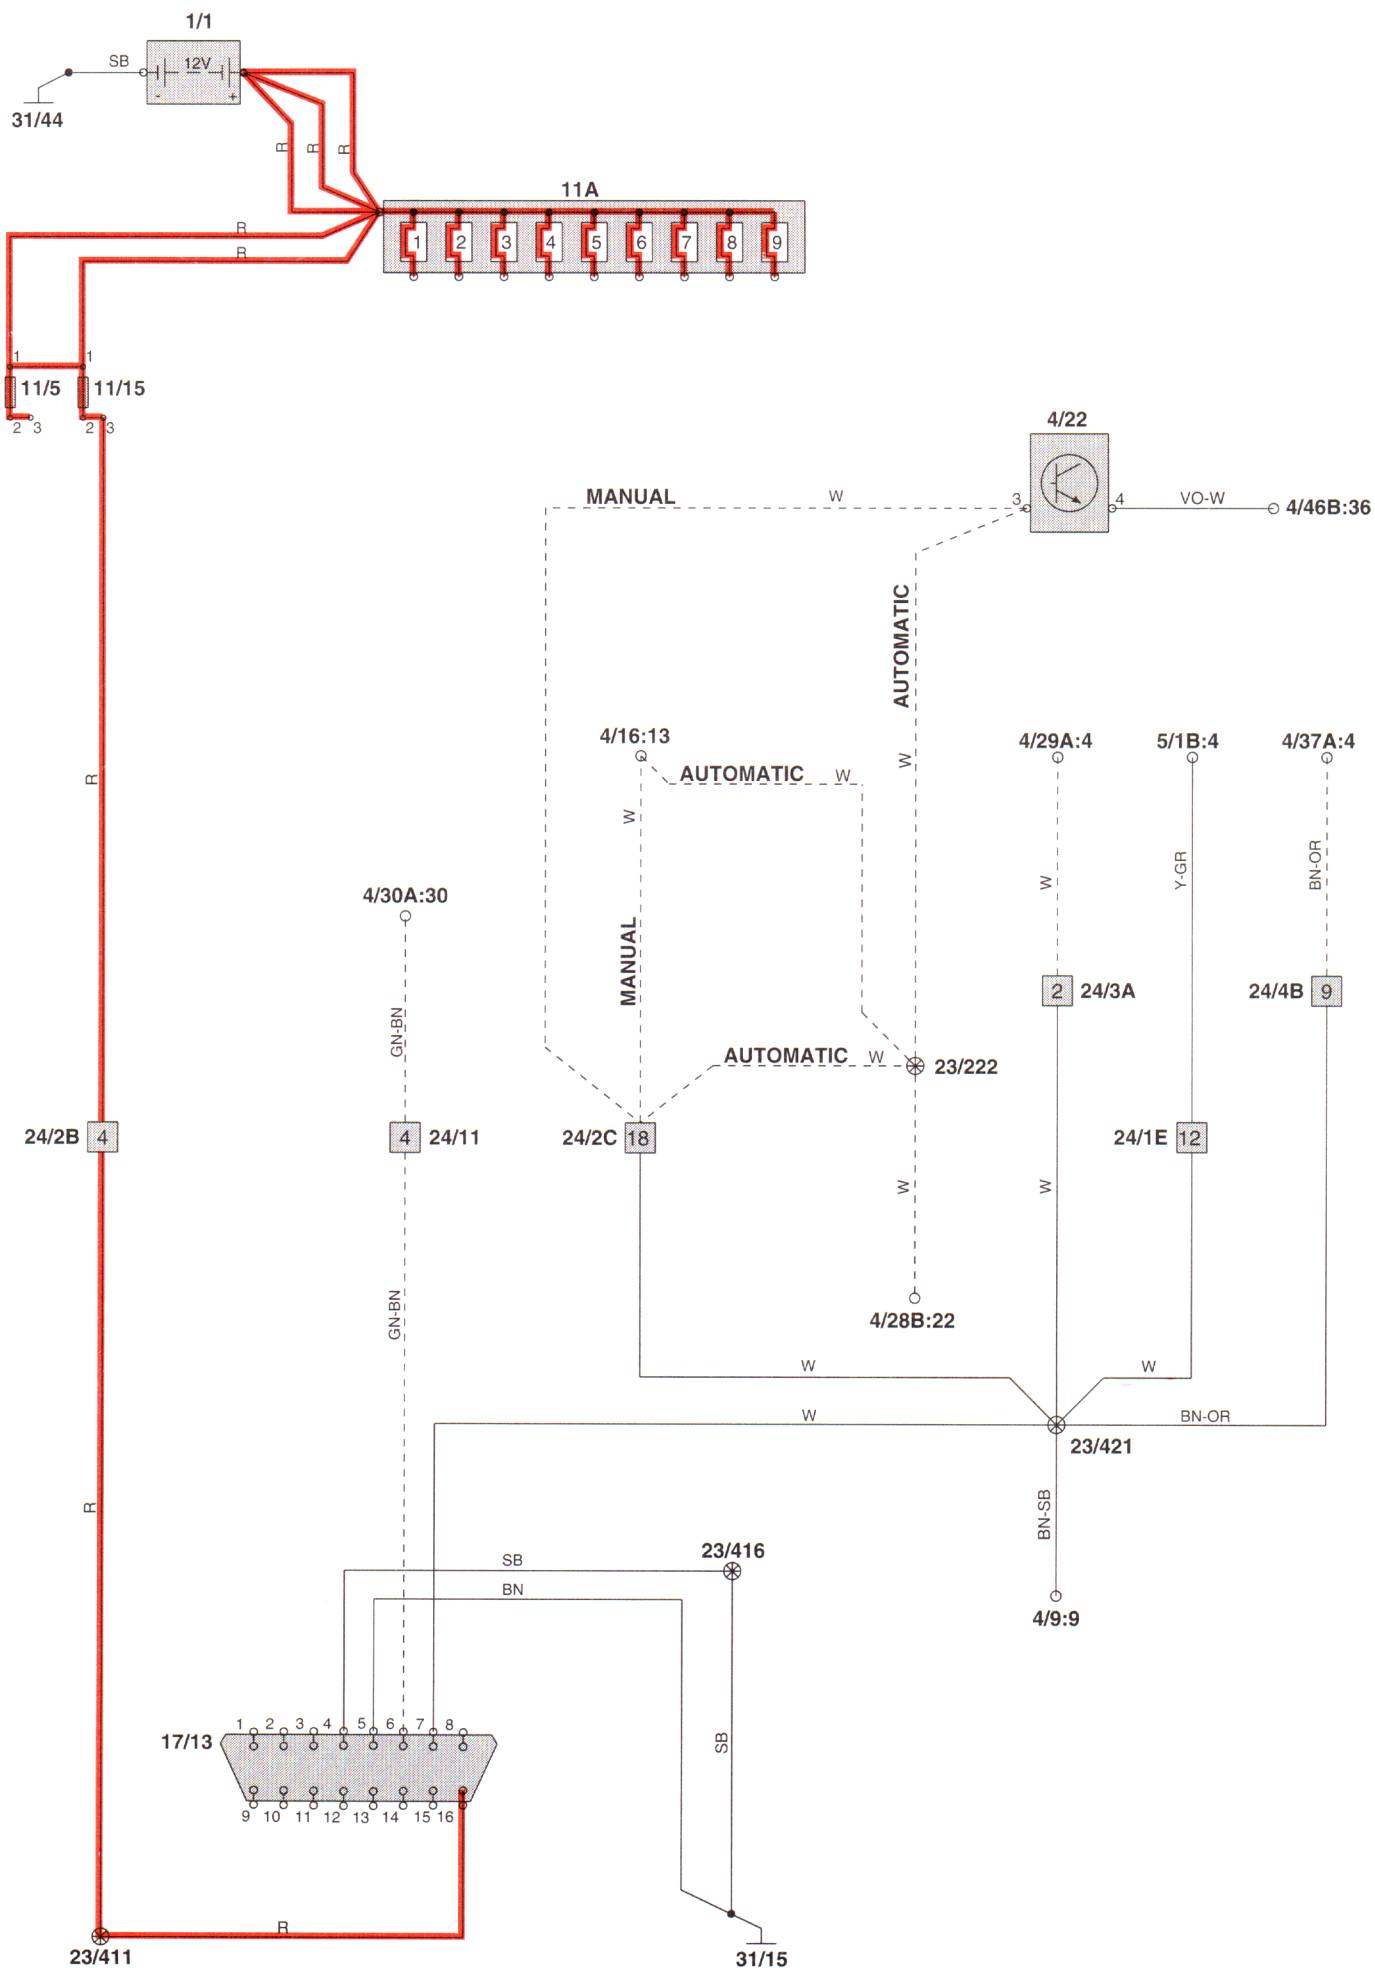 1/1
SB
12V
- +
31/44
R R R
11A
R
R
1 2 3 4 5 6 7 8 9
1 1
11/5 11/15
2 3 2 3
4/22
MANUAL W 3 4 VO-W 4/46B:36
AUTOMATIC
W
4/16:13 4/29A:4 5/1B:4 4/37A:4
AUTOMATIC W
R
W
W Y-GR BN-OR
4/30A:30
MANUAL
2 24/3A 24/4B 9
GN-BN
AUTOMATIC W 23/222
24/2B 4 4 24/11 24/2C 18 24/1E 12
W W
GN-BN
4/28B:22
W W
W BN-OR
23/421
R
BN-SB
SB 23/416
BN
4/9:9
1 2 3 4 5 6 7 8
17/13
SB
9 10 11 12 13 14 15 16
R
23/411 31/15